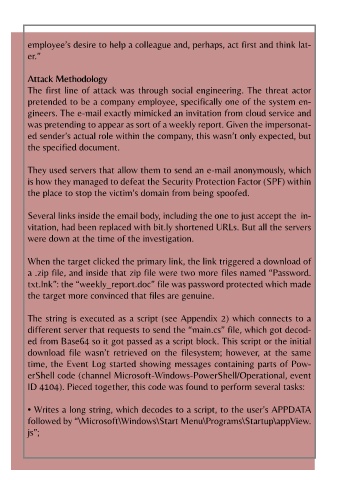 employee's desire to help a colleague and, perhaps, act first and think lat-
er."
Attack Methodology
The first line of attack was through social engineering. The threat actor
pretended to be a company employee, specifically one of the system en-
gineers. The e-mail exactly mimicked an invitation from cloud service and
was pretending to appear as sort of a weekly report. Given the impersonat-
ed sender's actual role within the company, this wasn't only expected, but
the specified document.
They used servers that allow them to send an e-mail anonymously, which
is how they managed to defeat the Security Protection Factor (SPF) within
the place to stop the victim's domain from being spoofed.
Several links inside the email body, including the one to just accept the in-
vitation, had been replaced with bit.ly shortened URLs. But all the servers
were down at the time of the investigation.
When the target clicked the primary link, the link triggered a download of
a .zip file, and inside that zip file were two more files named "Password.
txt.lnk": the "weekly_report.doc" file was password protected which made
the target more convinced that files are genuine.
The string is executed as a script (see Appendix 2) which connects to a
different server that requests to send the "main.cs" file, which got decod-
ed from Base64 so it got passed as a script block. This script or the initial
download file wasn't retrieved on the filesystem; however, at the same
time, the Event Log started showing messages containing parts of Pow-
erShell code (channel Microsoft-Windows-PowerShell/Operational, event
ID 4104). Pieced together, this code was found to perform several tasks:
• Writes a long string, which decodes to a script, to the user's APPDATA
followed by "\Microsoft\Windows\Start Menu\Programs\Startup\appView.
js";